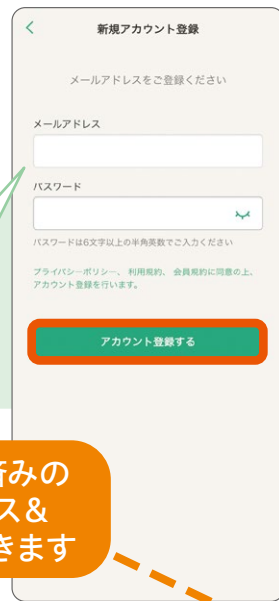 新規アカウント登録
メールアドレスをご登録ください
メールアドレス
パスワード
パスワードは6文字以上の半角英数でご入力ください
プライバシーポリシー、 利用規約、 会員規約に同意の上、
アカウント登録を行います。
アカウント登録する
済みの
ス&
きます